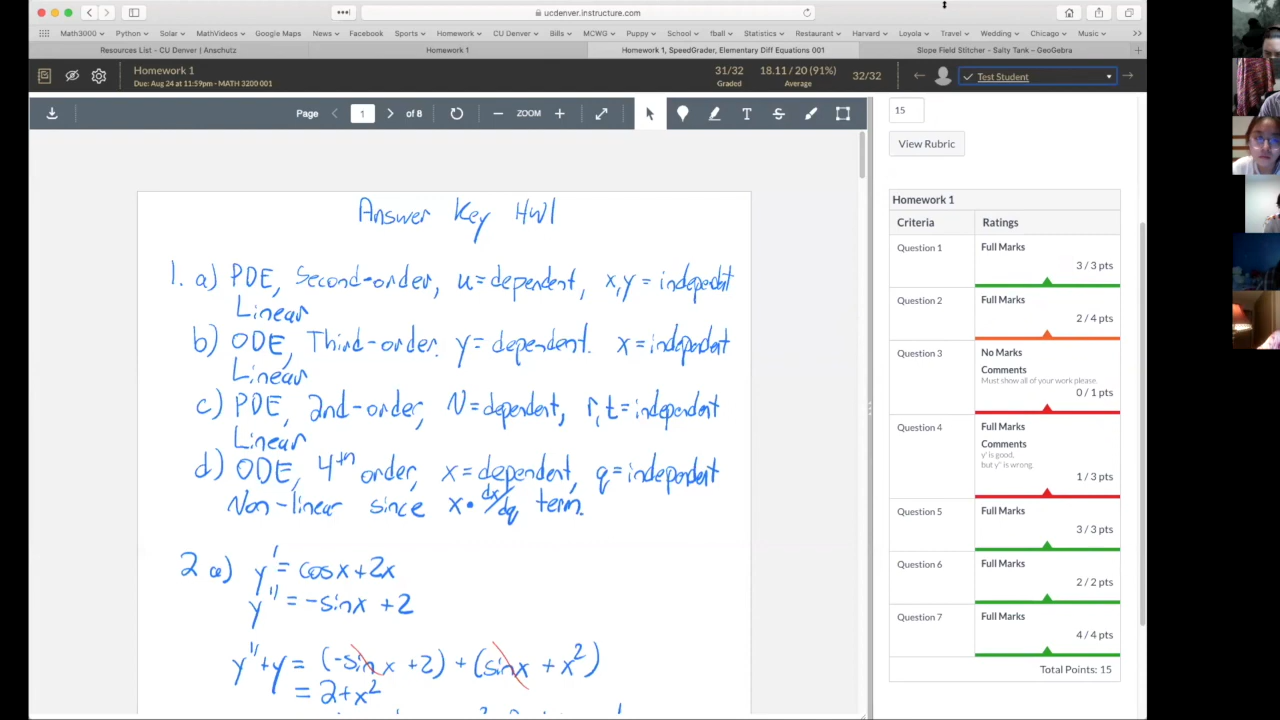 ucdenver.instructure.com
Math3000 Python Solar MathVideos Google Maps News Facebook Sports Homework CU Denver Bills MCWG Puppy School fball Statistics Restaurant Harvard Loyola Travel Wedding Chicago Music
Resources List - CU Denver | Anschutz
Homework 1
Homework 1, SpeedGrader, Elementary Diff Equations 001
Slope Field Stitcher - Salty Tank – GeoGebra
Homework 1
Due: Aug 24 at 11:59pm - MATH 3200 001
31/32
Graded
18.11 / 20 (91%)
Average
32/32
Test Student
Page 1 of 8
ZOOM
T
15
View Rubric
Homework 1
Criteria Ratings
Question 1 Full Marks
3 / 3 pts
Question 2 Full Marks
2 / 4 pts
Question 3 No Marks
Comments
Must show all of your work please.
0 / 1 pts
Question 4 Full Marks
Comments
y' is good.
but y'' is wrong.
1 / 3 pts
Question 5 Full Marks
3 / 3 pts
Question 6 Full Marks
2 / 2 pts
Question 7 Full Marks
4 / 4 pts
Total Points: 15
Answer Key HW1
1. a) PDE, Second-order, u=dependent, x,y = independent
Linear
b) ODE, Third-order. y=dependent. x=independent
Linear
c) PDE, 2nd-order, N=dependent, r,t=independent
Linear
d) ODE, 4th order, x=dependent, q=independent
Non-linear since x•dx/dq term.
2 a) y' = cosx+2x
y'' = -sinx +2
y''+y = (-sinx +2) + (sinx + x²)
= 2+x²